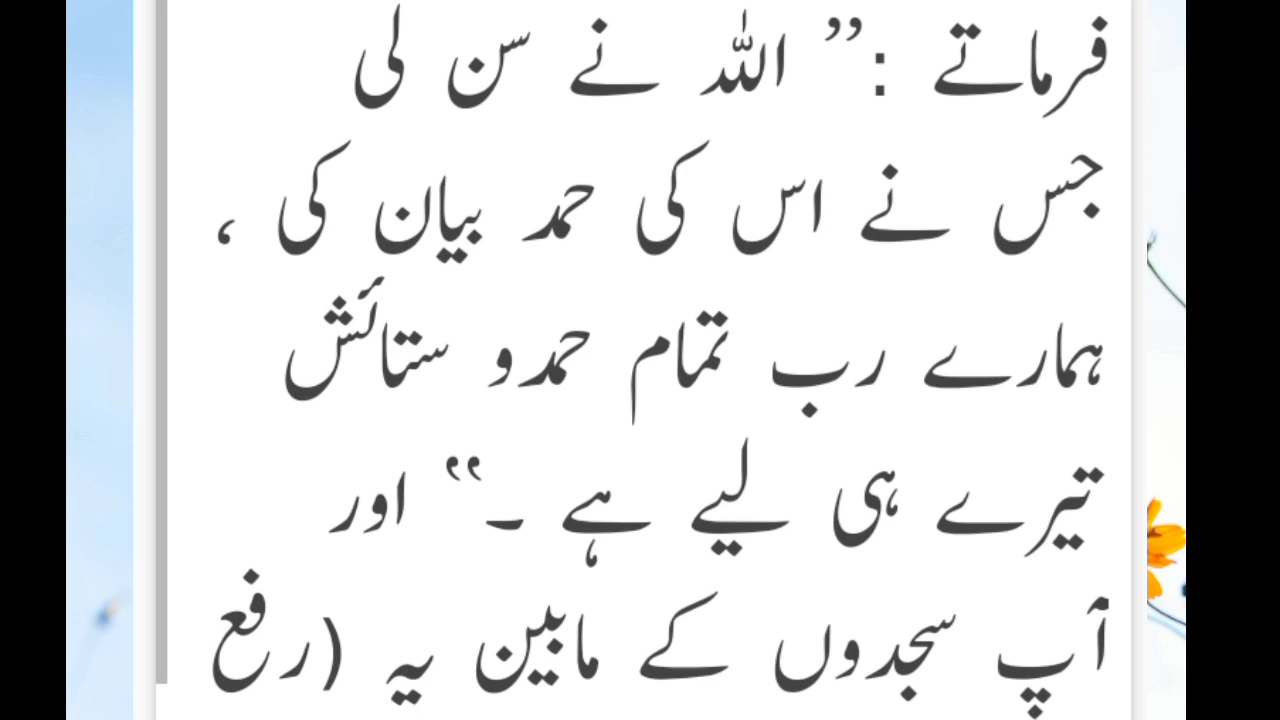 فرماتے :’’ اللہ نے سن لی
جس نے اس کی حمد بیان کی ،
ہمارے رب تمام حمدو ستائش
تیرے ہی لیے ہے ۔‘‘ اور
آپ سجدوں کے مابین یہ (رفع